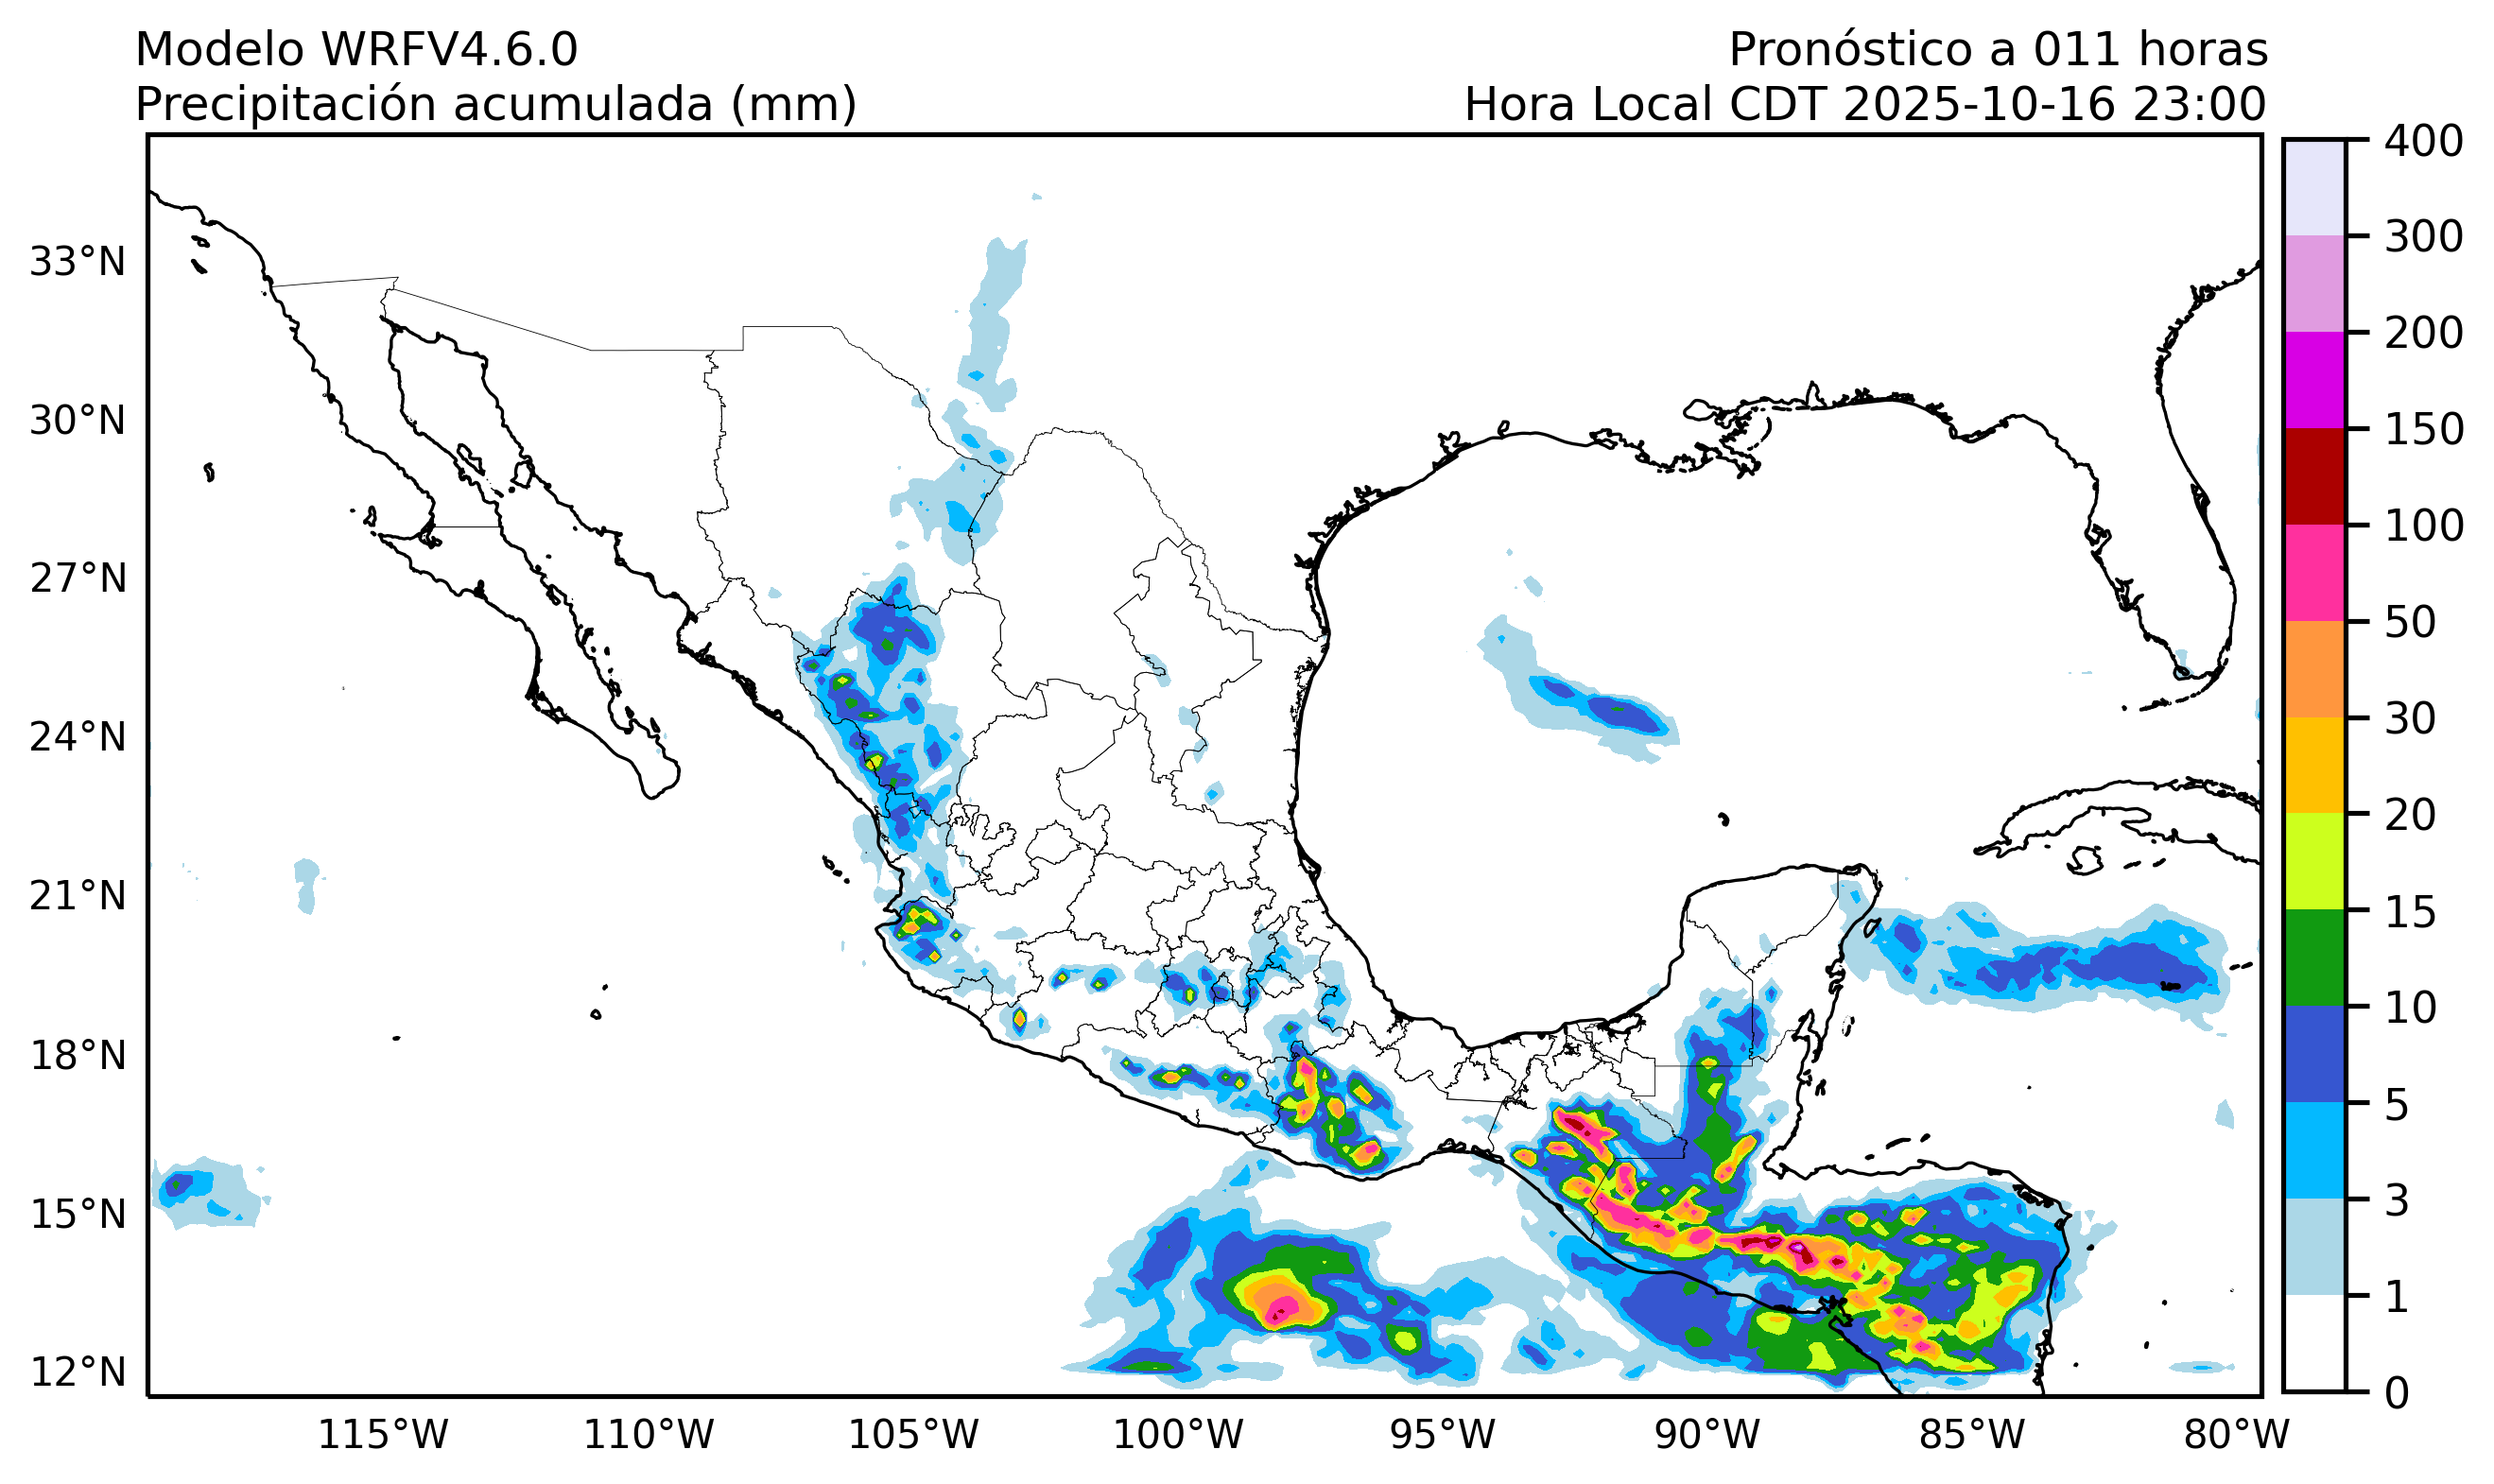 Modelo WRFV4.6.0
Pronóstico a 011 horas
Precipitación acumulada (mm)
Hora Local CDT 2025-10-16 23:00
400
300
200
150
100
50
30
20
15
10
5
3
1
0
33°N
30°N
27°N
24°N
21°N
18°N
15°N
12°N
115°W
110°W
105°W
100°W
95°W
90°W
85°W
80°W